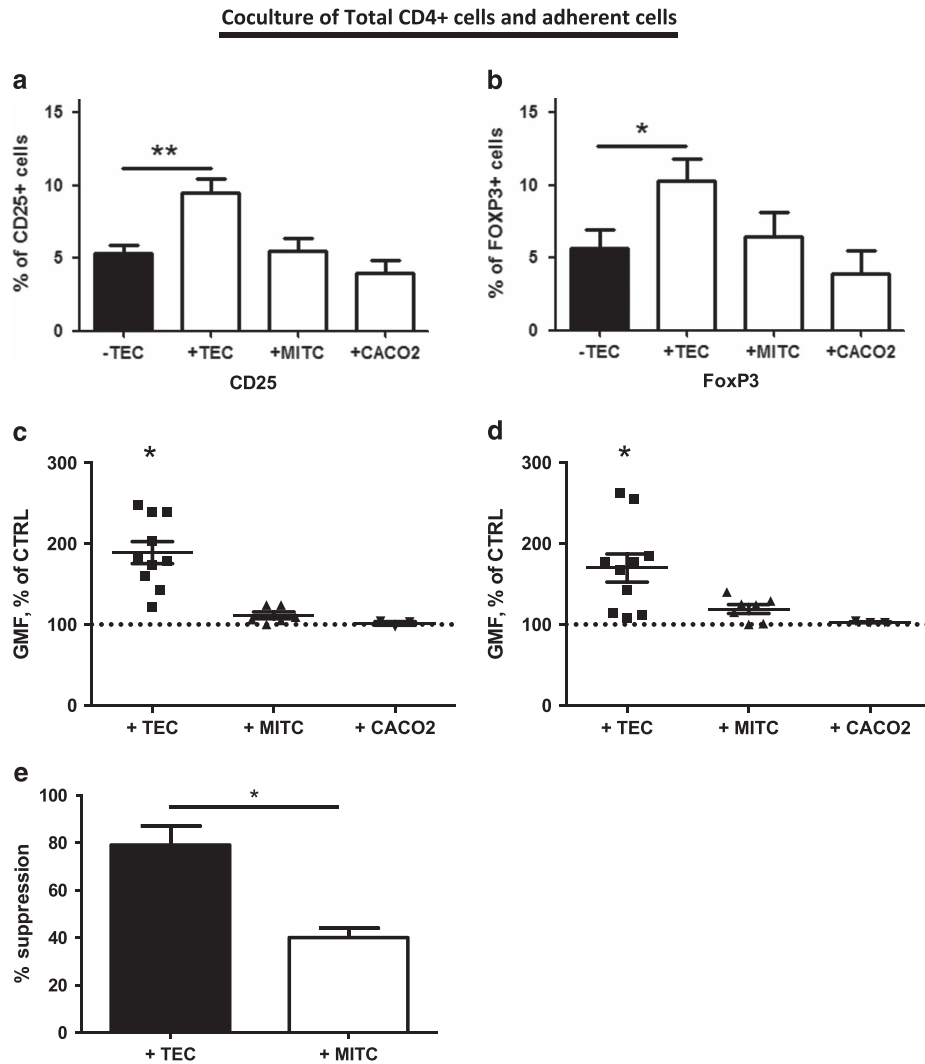 Coculture of Total CD4+ cells and adherent cells
a
% of CD25+ cells
15
10
5
0
**
-TEC +TEC +MITC +CACO2
CD25
b
% of FOXP3+ cells
15
10
5
0
*
-TEC +TEC +MITC +CACO2
FoxP3
c
GMF, % of CTRL
300
200
100
0
*
+ TEC + MITC + CACO2
d
GMF, % of CTRL
300
200
100
0
*
+ TEC + MITC + CACO2
e
% suppression
100
80
60
40
20
0
*
+ TEC + MITC